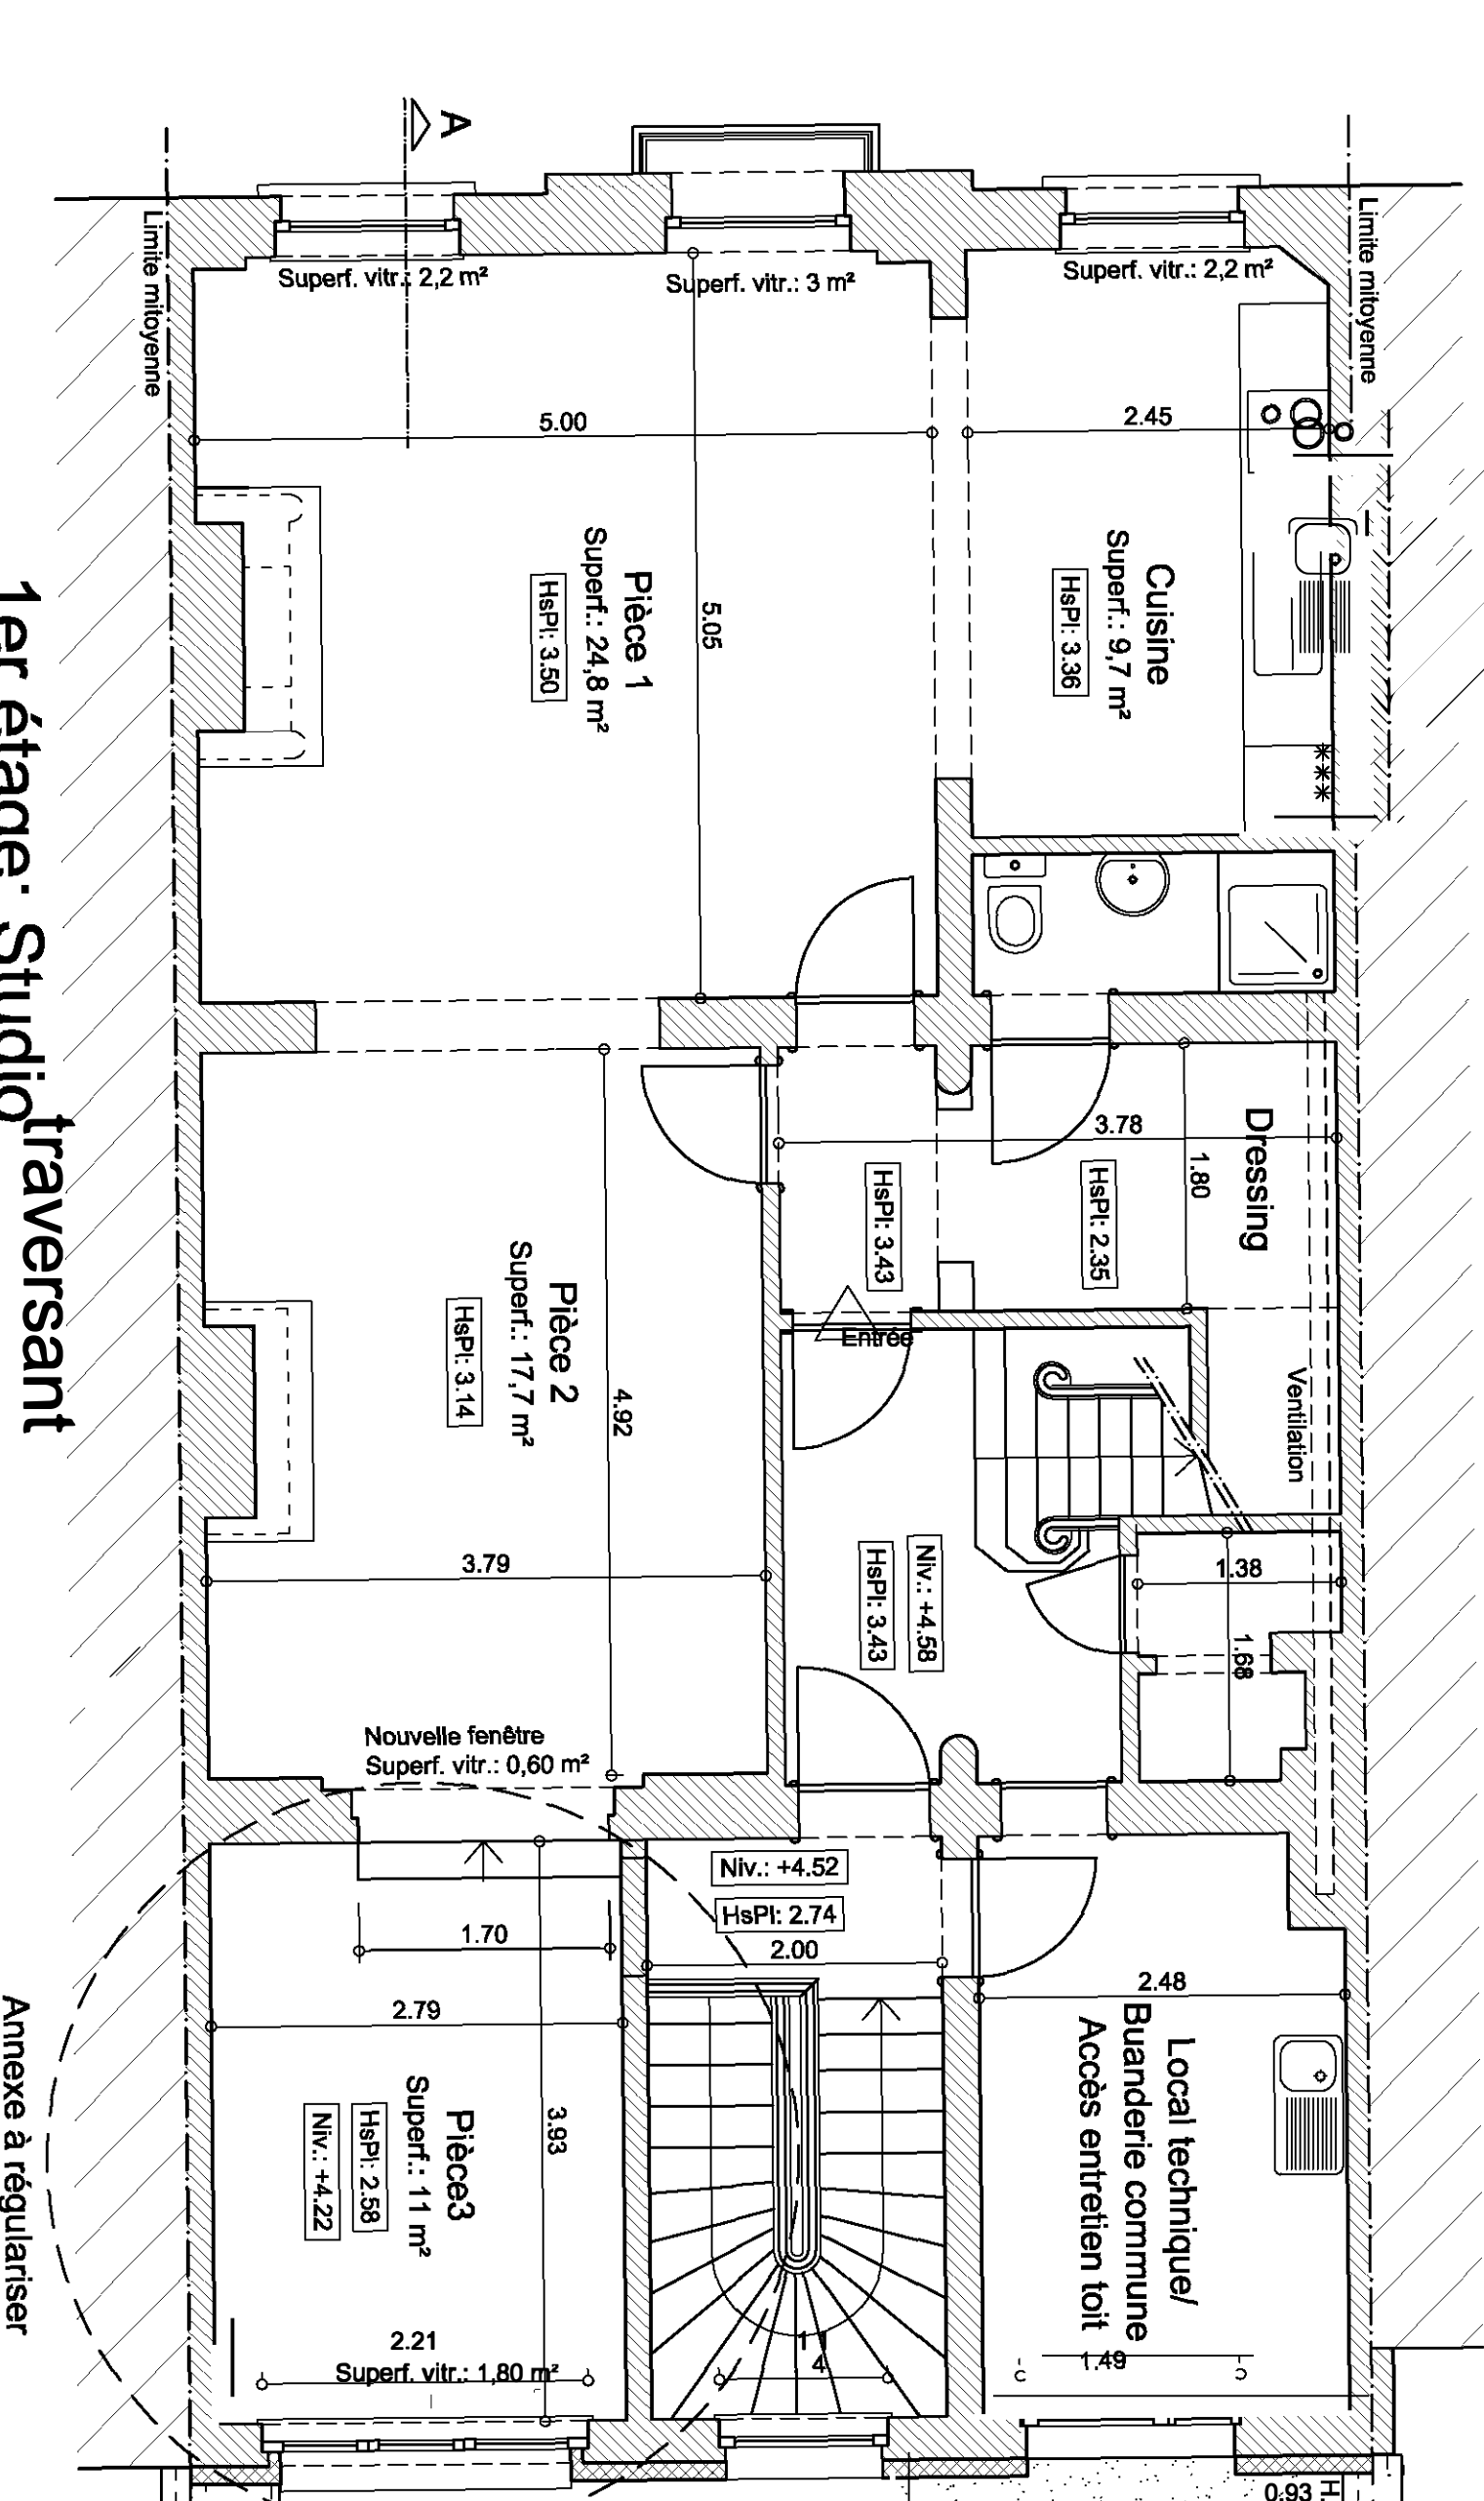 A
Limite mitoyenne
Limite mitoyenne
Superf. vitr.: 2,2 m²
Superf. vitr.: 3 m²
Superf. vitr.: 2,2 m²
5.00
2.45
5.05
Pièce 1
Superf.: 24,8 m²
HsPl: 3.50
Cuisine
Superf.: 9,7 m²
HsPl: 3.36
1er étage: Studio traversant
3.78
1.80
Dressing
HsPl: 3.43
HsPl: 2.35
Entrée
Ventilation
Pièce 2
Superf.: 17,7 m²
HsPl: 3.14
4.92
3.79
Niv.: +4.58
HsPl: 3.43
1.38
1.68
Nouvelle fenêtre
Superf. vitr.: 0,60 m²
Niv.: +4.52
HsPl: 2.74
2.00
1.70
2.79
2.48
3.93
Pièce3
Superf.: 11 m²
HsPl: 2.58
Niv.: +4.22
Local technique/
Buanderie commune
Accès entretien toit
Annexe à régulariser
2.21
Superf. vitr.: 1,80 m²
4
1.49
0.93
H.